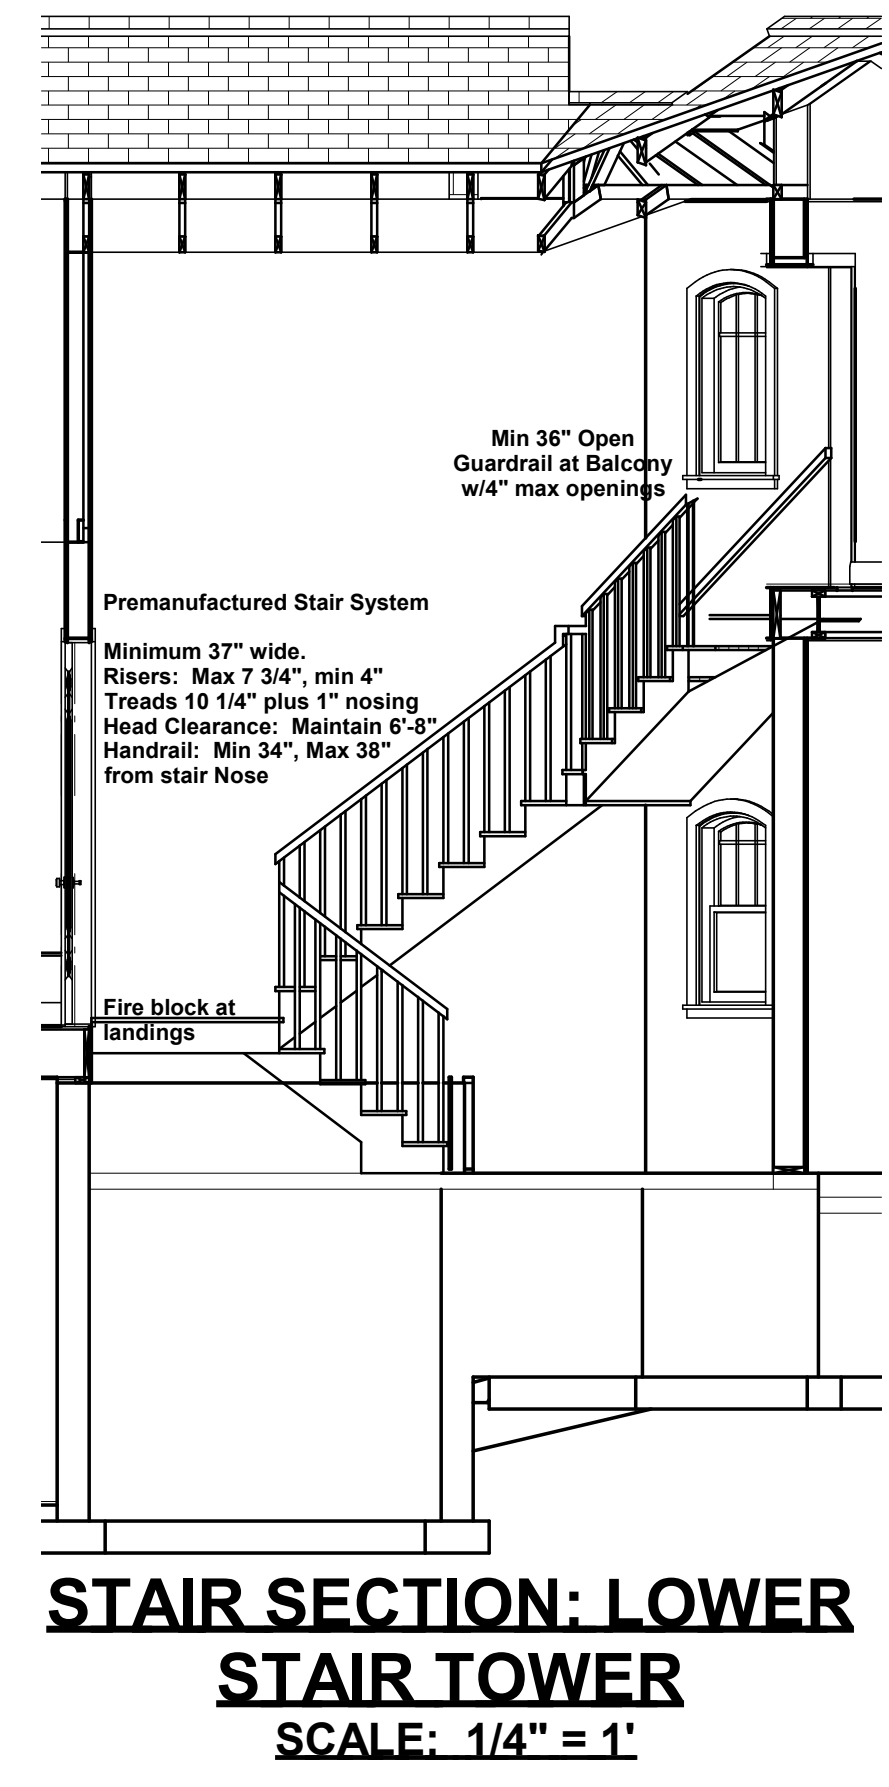 Min 36" Open
Guardrail at Balcony
w/4" max openings
Premanufactured Stair System
Minimum 37" wide.
Risers:  Max 7 3/4", min 4"
Treads 10 1/4" plus 1" nosing
Head Clearance:  Maintain 6'-8"
Handrail:  Min 34", Max 38"
from stair Nose
Fire block at
landings
STAIR SECTION: LOWER
STAIR TOWER
SCALE:  1/4" = 1'